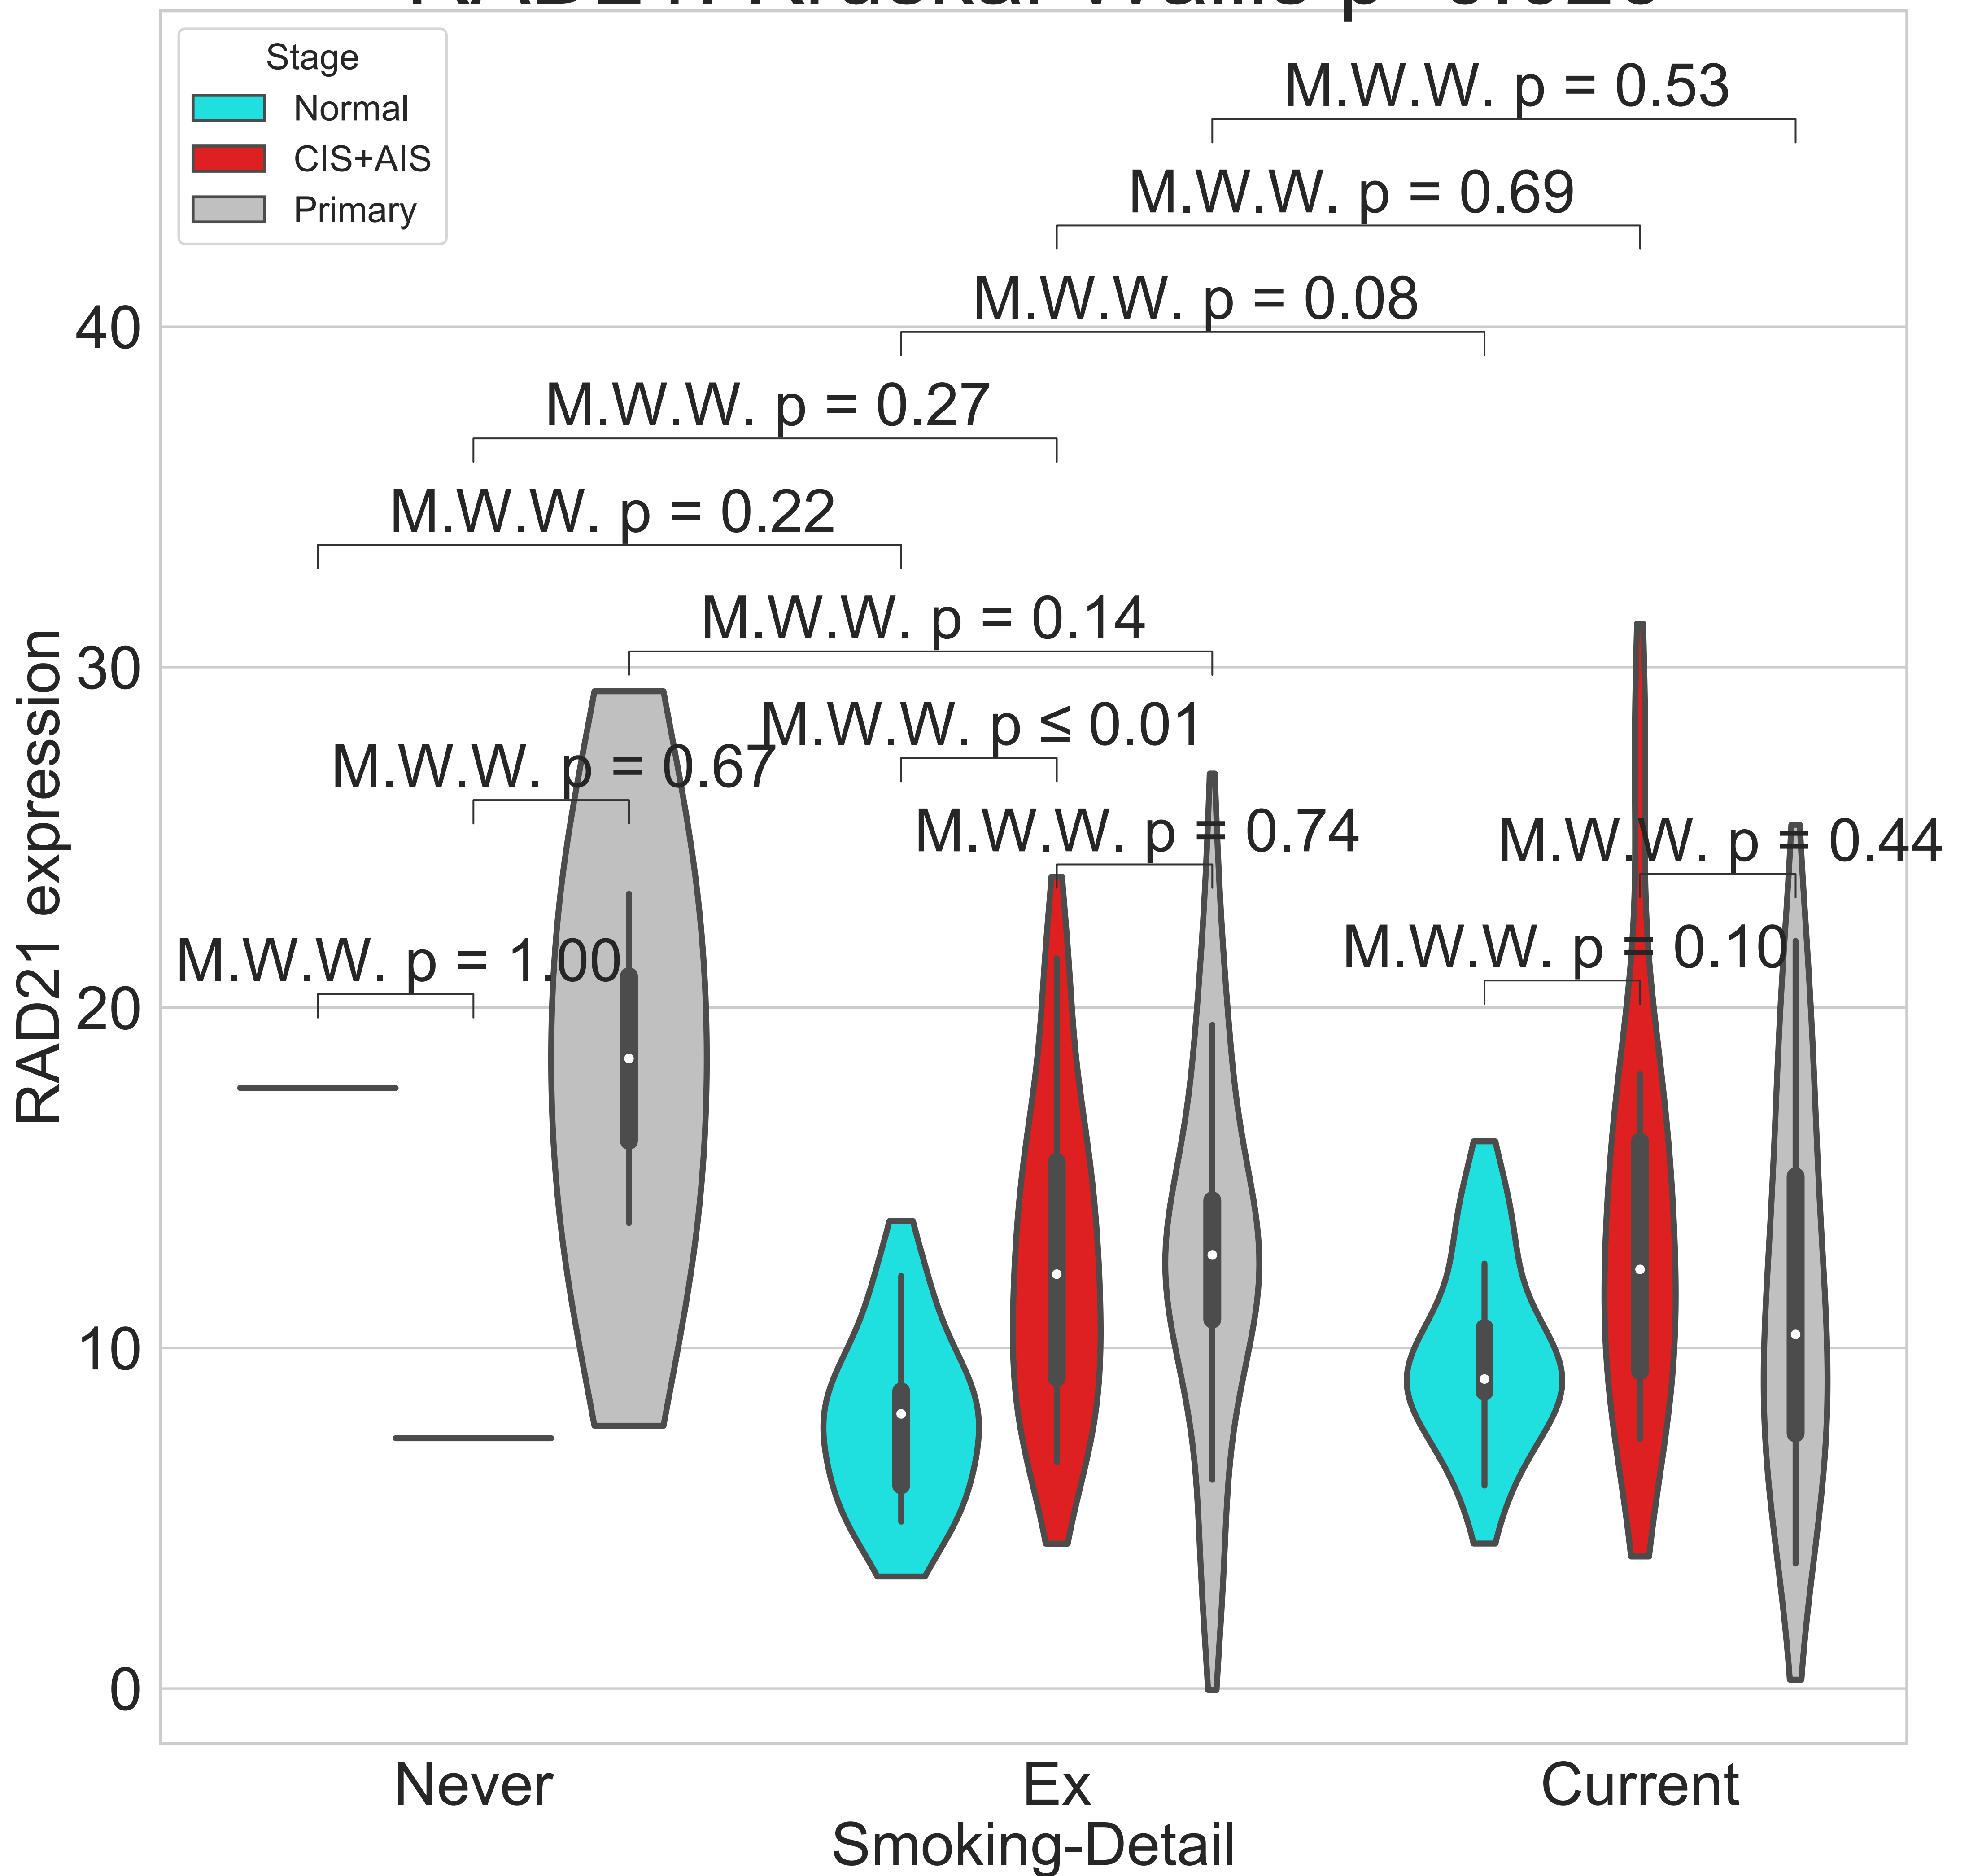 Stage
Normal
CIS+AIS
Primary
M.W.W. p = 0.53
M.W.W. p = 0.69
M.W.W. p = 0.08
M.W.W. p = 0.27
M.W.W. p = 0.22
M.W.W. p = 0.14
M.W.W. p ≤ 0.01
M.W.W. p = 0.67
M.W.W. p = 0.74
M.W.W. p = 0.44
M.W.W. p = 1.00
M.W.W. p = 0.10
RAD21 expression
40
30
20
10
0
Never
Ex
Current
Smoking-Detail